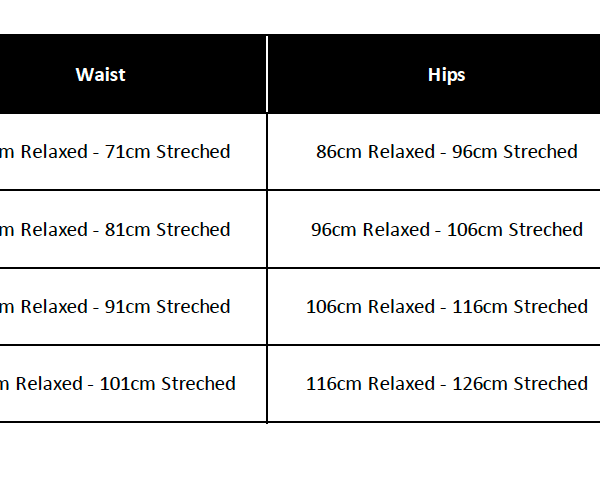 Waist Hips
m Relaxed - 71cm Streched 86cm Relaxed - 96cm Streched
m Relaxed - 81cm Streched 96cm Relaxed - 106cm Streched
m Relaxed - 91cm Streched 106cm Relaxed - 116cm Streched
m Relaxed - 101cm Streched 116cm Relaxed - 126cm Streched